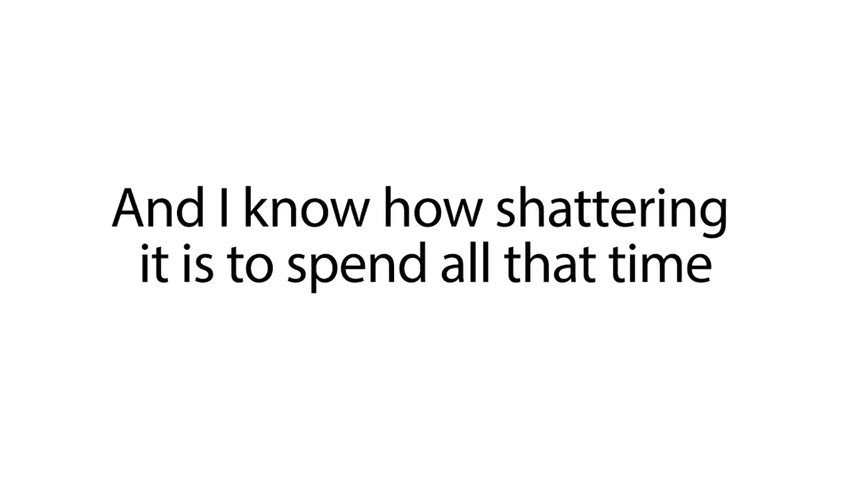 And I know how shattering
it is to spend all that time